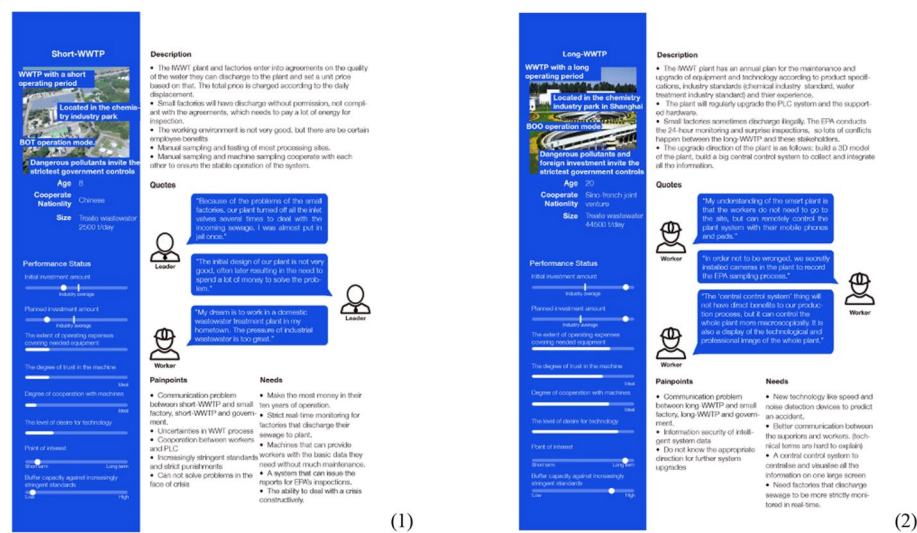 Short-WWTP
WWTP with a short
operating period
Located in the chemis-
try industry park
BOT operation mode.
Dangerous pollutants invite the
strictest government controls
Age 8
Cooperate Chinese
Nationlity
Size Treate wastewater
2500 t/day
Performance Status
Initial investment amount
Industry average
Planned investment amount
Industry average
The extent of operating expenses
covering needed equipment
The degree of trust in the machine
Ideal
Degree of cooperation with machines
Ideal
The level of desire for technology
Point of interest
Short term Long term
Buffer capacity against increasingly
stringent standards
Low High
Description
• The IWWT plant and factories enter into agreements on the quality
of the water they can discharge to the plant and set a unit price
based on that. The total price is charged according to the daily
displacement.
• Small factories will have discharge without permission, not compli-
ant with the agreements, which needs to pay a lot of energy for
inspection.
• The working environment is not very good, but there are certain
employee benefits
• Manual sampling and testing of most processing sites.
• Manual sampling and machine sampling cooperate with each
other to ensure the stable operation of the system.
Quotes
"Because of the problems of the small
factories, our plant turned off all the inlet
valves several times to deal with the
incoming sewage. I was almost put in
jail once."
Leader
"The initial design of our plant is not very
good, often later resulting in the need to
spend a lot of money to solve the prob-
lem."
Leader
"My dream is to work in a domestic
wastewater treatment plant in my
hometown. The pressure of industrial
wastewater is too great."
Worker
Painpoints
• Communication problem
between short-WWTP and small
factory, short-WWTP and govern-
ment.
• Uncertainties in WWT process
• Cooperation between workers
and PLC
• Increasingly stringent standards
and strict punishments
• Can not solve problems in the
face of crisis
Needs
• Make the most money in their
ten years of operation.
• Strict real-time monitoring for
factories that discharge their
sewage to plant.
• Machines that can provide
workers with the basic data they
need without much maintenance.
• A system that can issue the
reports for EPA's inspections.
• The ability to deal with a crisis
constructively.
(1)
Long-WWTP
WWTP with a long
operating period
Located in the chemistry
industry park in Shanghai
BOO operation mode.
Dangerous pollutants and
foreign investment invite the
strictest government controls
Age 20
Cooperate Sino-french joint
Nationlity venture
Size Treate wastewater
44500 t/day
Performance Status
Initial investment amount
Industry average
Planned investment amount
Industry average
The extent of operating expenses
covering needed equipment
The degree of trust in the machine
Ideal
Degree of cooperation with machines
Ideal
The level of desire for technology
Point of interest
Short term Long term
Buffer capacity against increasingly
stringent standards
Low High
Description
• The IWWT plant has an annual plan for the maintenance and
upgrade of equipment and technology according to product specifi-
cations, industry standards (chemical industry standard, water
treatment industry standard) and their experience.
• The plant will regularly upgrade the PLC system and the support-
ed hardware.
• Small factories sometimes discharge illegally. The EPA conducts
the 24-hour monitoring and surprise inspections, so lots of conflicts
happen between the long-WWTP and these stakeholders.
• The upgrade direction of the plant is as follows: build a 3D model
of the plant, build a big central control system to collect and integrate
all the information.
Quotes
"My understanding of the smart plant is
that the workers do not need to go to
the site, but can remotely control the
plant system with their mobile phones
and pads."
Worker
"In order not to be wronged, we secretly
installed cameras in the plant to record
the EPA sampling process."
Worker
"The 'central control system' thing will
not have direct benefits to our produc-
tion process, but it can control the
whole plant more macroscopically. It is
also a display of the technological and
professional image of the whole plant."
Worker
Painpoints
• Communication problem
between long-WWTP and small
factory, long-WWTP and govern-
ment.
• Information security of intelli-
gent system data
• Do not know the appropriate
direction for further system
upgrades
Needs
• New technology like speed and
noise detection devices to predict
an accident.
• Better communication between
the superiors and workers. (tech-
nical terms are hard to explain)
• A central control system to
centralise and visualise all the
information on one large screen
• Need factories that discharge
sewage to be more strictly moni-
tored in real-time.
(2)